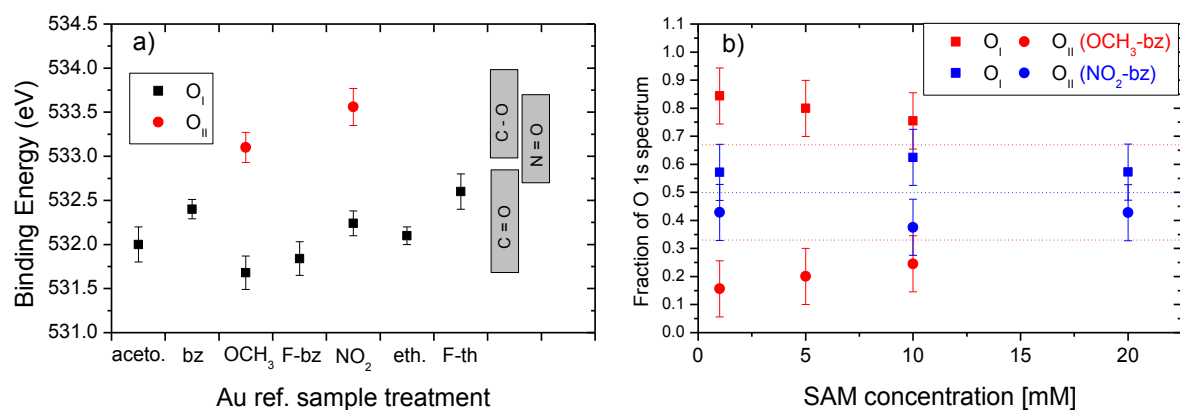 a)
O_I
O_II
C - O
N = O
C = O
534.5
534.0
533.5
533.0
532.5
532.0
531.5
531.0
Binding Energy (eV)
aceto. bz OCH₃ F-bz NO₂ eth. F-th
Au ref. sample treatment
b)
O_I O_II (OCH₃-bz)
O_I O_II (NO₂-bz)
1.1
1.0
0.9
0.8
0.7
0.6
0.5
0.4
0.3
0.2
0.1
0.0
Fraction of O 1s spectrum
0 5 10 15 20
SAM concentration [mM]